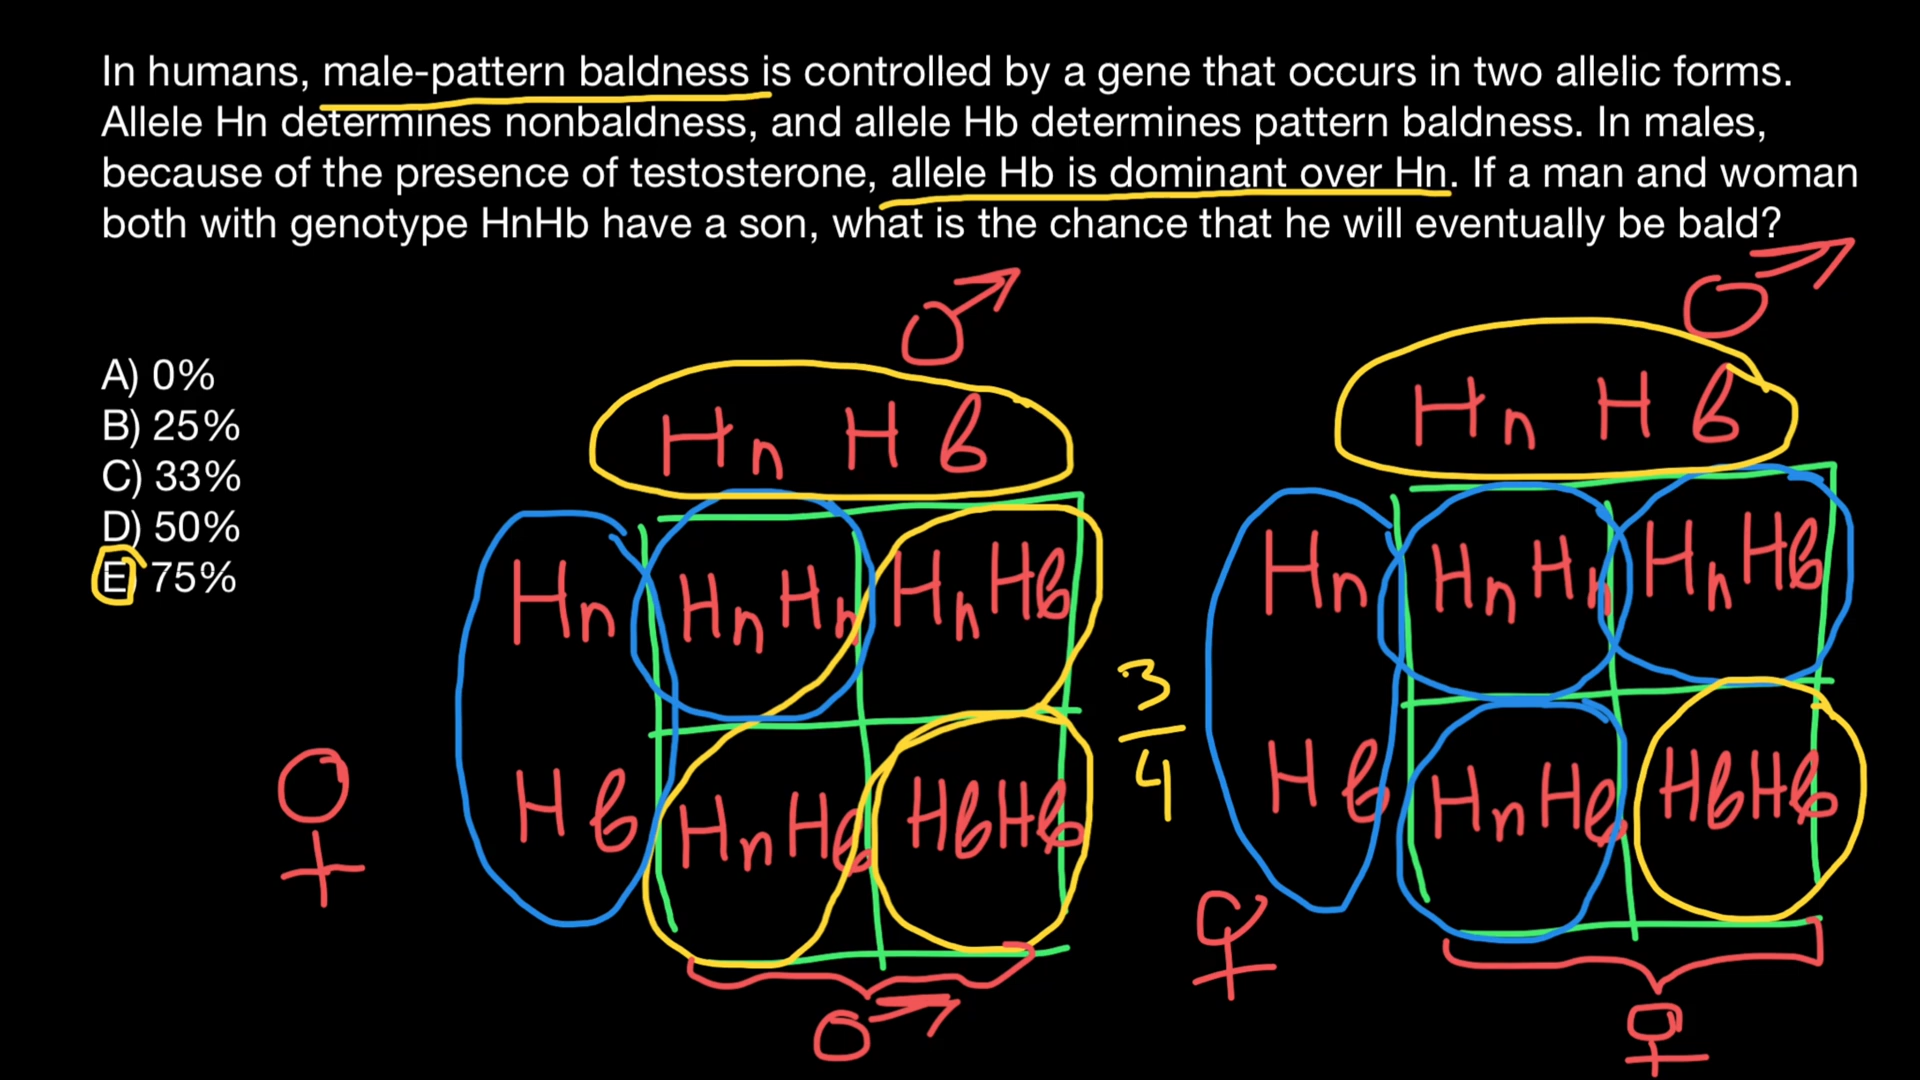 In humans, male-pattern baldness is controlled by a gene that occurs in two allelic forms.
Allele Hn determines nonbaldness, and allele Hb determines pattern baldness. In males,
because of the presence of testosterone, allele Hb is dominant over Hn. If a man and woman
both with genotype HnHb have a son, what is the chance that he will eventually be bald?
A) 0%
B) 25%
C) 33%
D) 50%
E) 75%
♂
Hn Hb
Hn HnHn HnHb
Hb HnHb HbHb
♀
♂
3/4
♂
Hn Hb
Hn HnHn HnHb
Hb HnHb HbHb
♀
♀